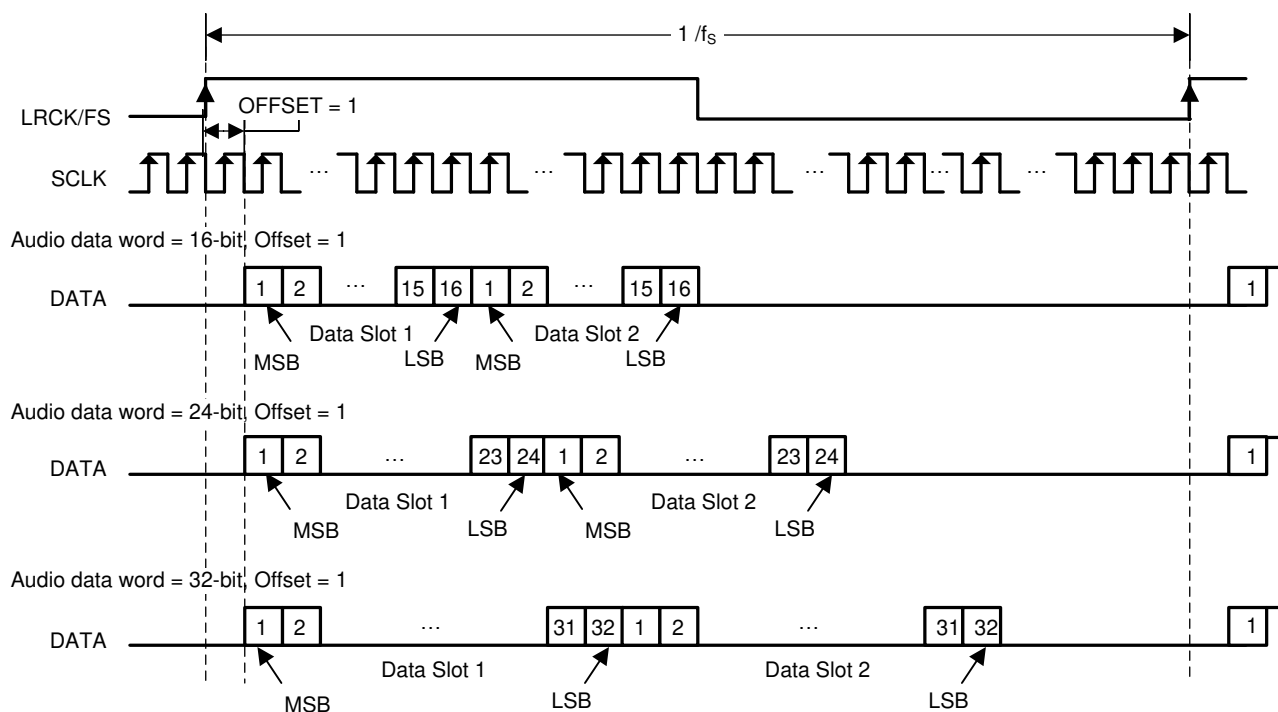 1 /fS
LRCK/FS
OFFSET = 1
SCLK
... ... ... ... ...
Audio data word = 16-bit, Offset = 1
DATA
1 2 ... 15 16 1 2 ... 15 16 1
Data Slot 1 Data Slot 2
MSB LSB MSB LSB
Audio data word = 24-bit, Offset = 1
DATA
1 2 ... 23 24 1 2 ... 23 24 1
Data Slot 1 Data Slot 2
MSB LSB MSB LSB
Audio data word = 32-bit, Offset = 1
DATA
1 2 ... 31 32 1 2 ... 31 32 1
Data Slot 1 Data Slot 2
MSB LSB LSB